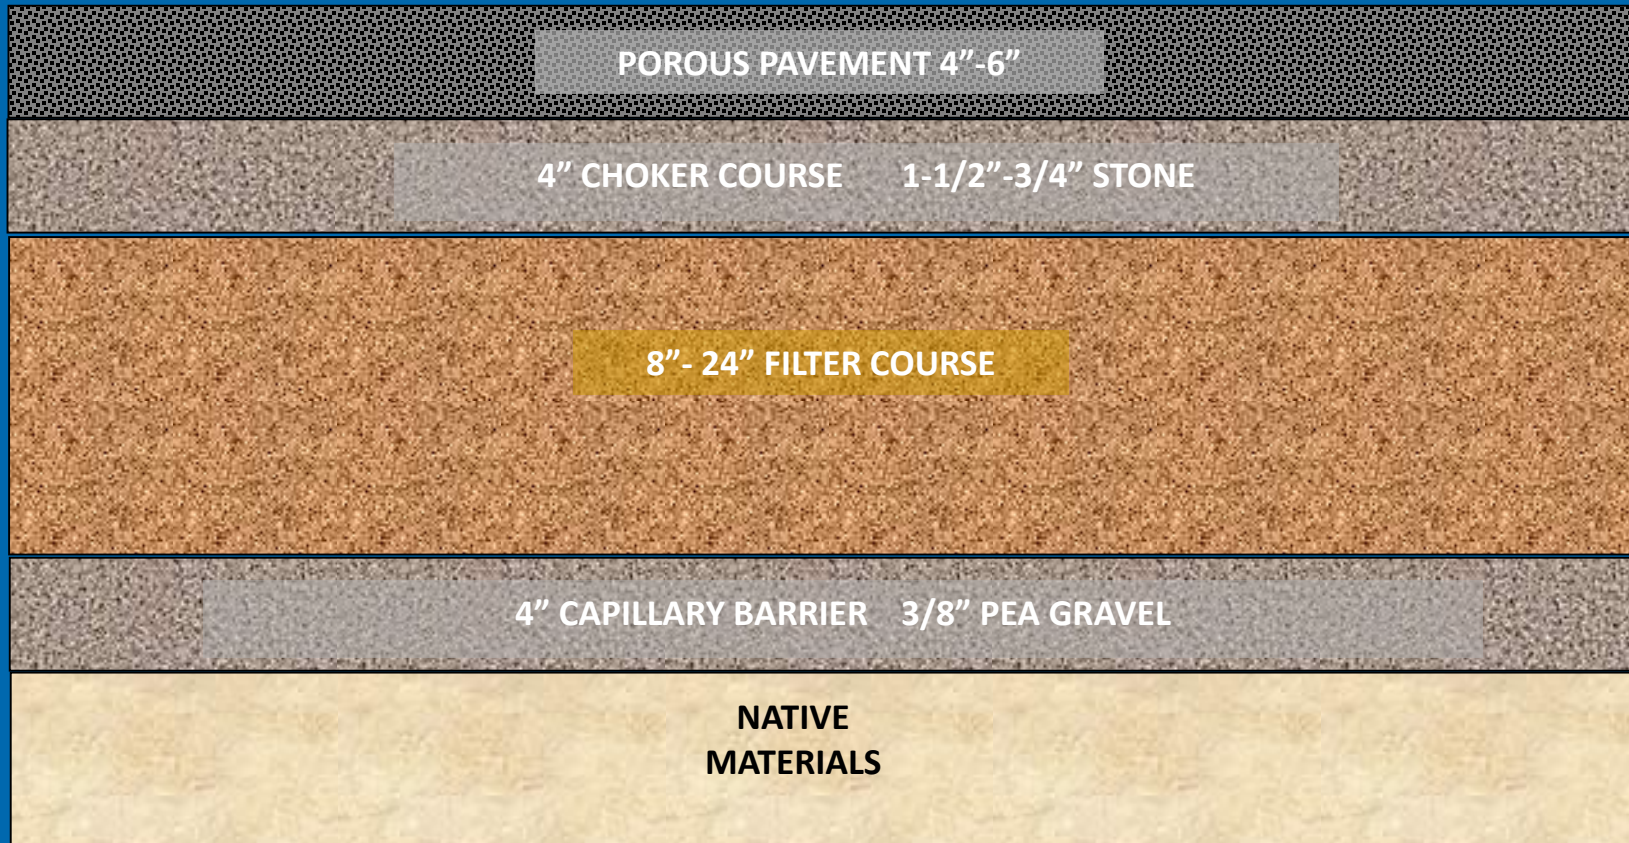 POROUS PAVEMENT 4”-6”
4” CHOKER COURSE 1-1/2”-3/4” STONE
8”- 24” FILTER COURSE
4” CAPILLARY BARRIER 3/8” PEA GRAVEL
NATIVE
MATERIALS